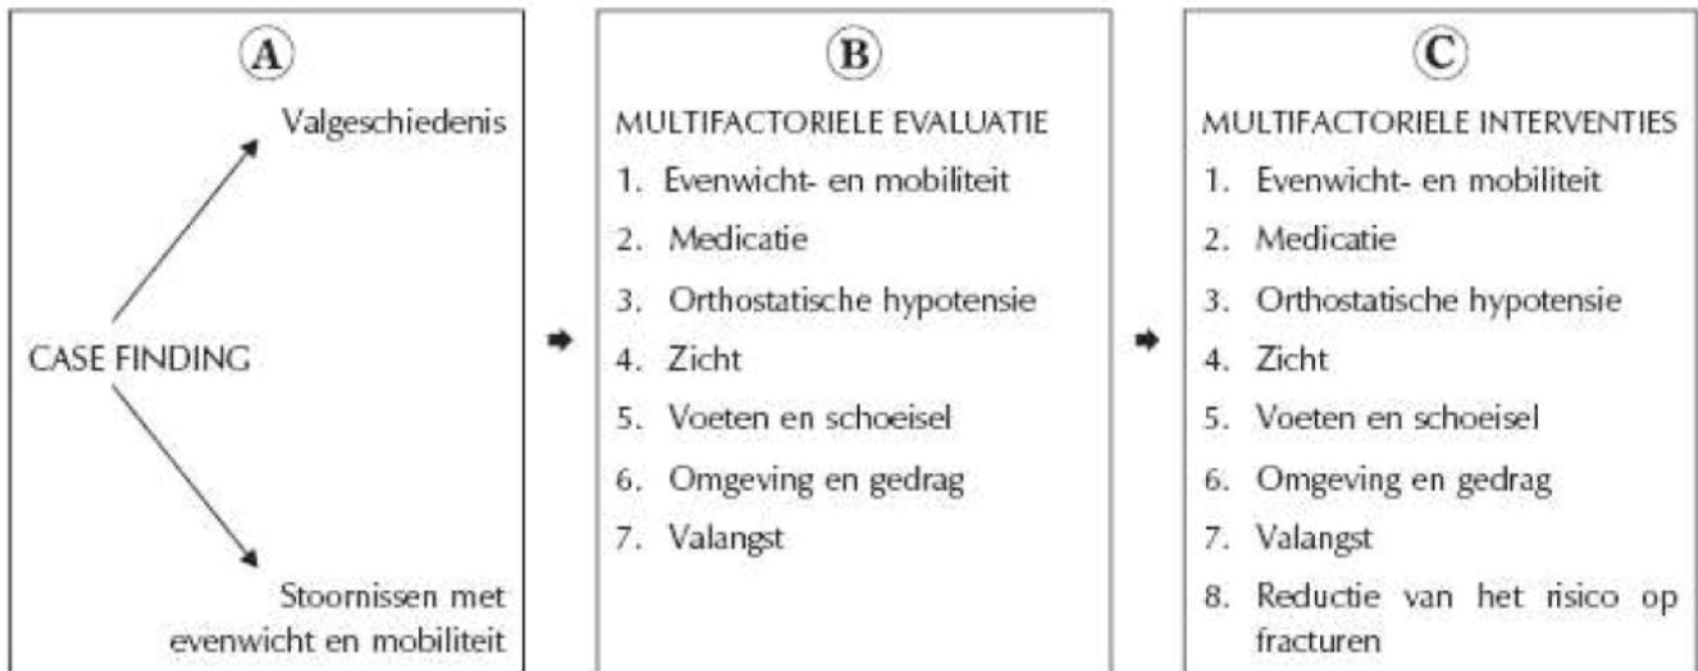 A
Valgeschiedenis
CASE FINDING
Stoornissen met
evenwicht en mobiliteit
B
MULTIFACTORIELE EVALUATIE
1. Evenwicht- en mobiliteit
2. Medicatie
3. Orthostatische hypotensie
4. Zicht
5. Voeten en schoeisel
6. Omgeving en gedrag
7. Valangst
C
MULTIFACTORIELE INTERVENTIES
1. Evenwicht- en mobiliteit
2. Medicatie
3. Orthostatische hypotensie
4. Zicht
5. Voeten en schoeisel
6. Omgeving en gedrag
7. Valangst
8. Reductie van het risico op
fracturen